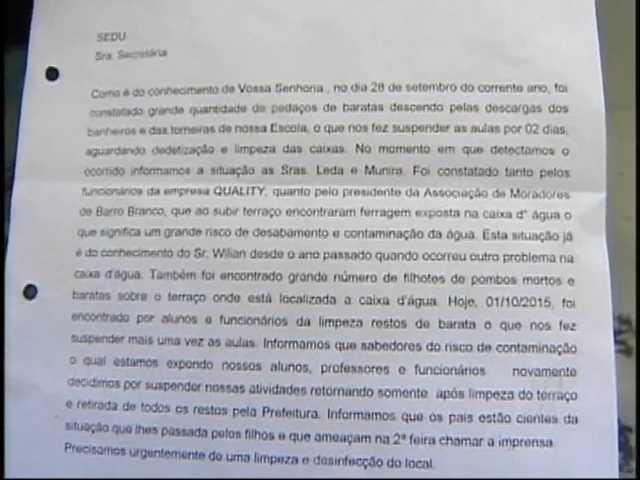 SEDU
Sra. Secretária
Como é do conhecimento de Vossa Senhoria , no dia 28 de setembro do corrente ano, foi
constatado grande quantidade de pedaços de baratas descendo pelas descargas dos
banheiros e das torneiras de nossa Escola, o que nos fez suspender as aulas por 02 dias,
aguardando dedetização e limpeza das caixas. No momento em que detectamos o
ocorrido informamos a situação as Sras. Leda e Munira. Foi constatado tanto pelos
funcionários da empresa QUALITY, quanto pelo presidente da Associação de Moradores
de Barro Branco, que ao subir terraço encontraram ferragem exposta na caixa d' água o
que significa um grande risco de desabamento e contaminação da água. Esta situação já
é do conhecimento do Sr. Wilian desde o ano passado quando ocorreu outro problema na
caixa d'água. Também foi encontrado grande número de filhotes de pombos mortos e
baratas sobre o terraço onde está localizada a caixa d'água. Hoje, 01/10/2015, foi
encontrado por alunos e funcionários da limpeza restos de barata o que nos fez
suspender mais uma vez as aulas. Informamos que sabedores do risco de contaminação
o qual estamos expondo nossos alunos, professores e funcionários novamente
decidimos por suspender nossas atividades retornando somente após limpeza do terraço
e retirada de todos os restos pela Prefeitura. Informamos que os pais estão cientes da
situação que lhes passada pelos filhos e que ameaçam na 2ª feira chamar a imprensa.
Precisamos urgentemente de uma limpeza e desinfecção do local.